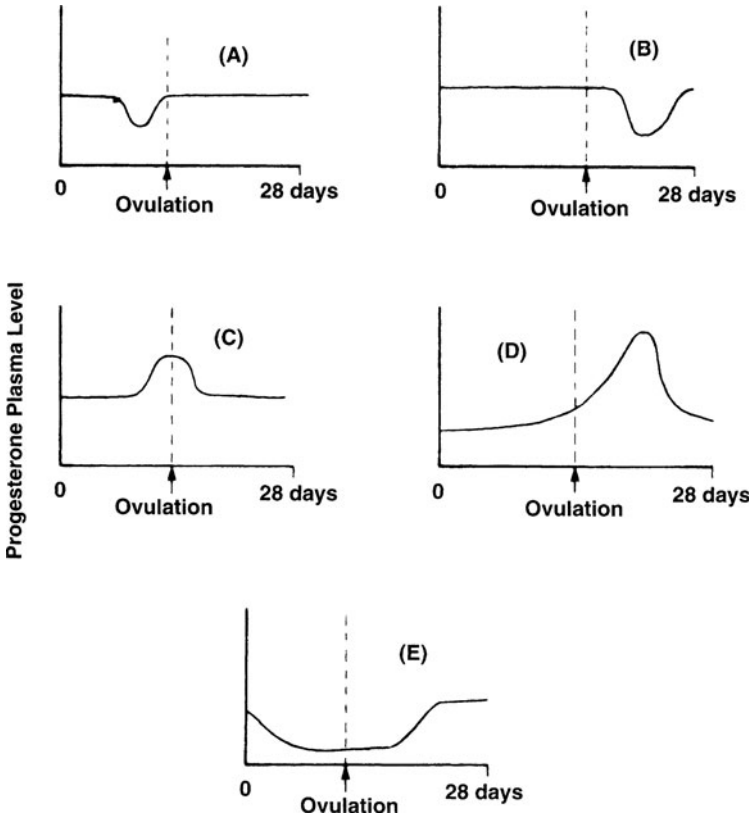 (A)
0
28 days
Ovulation
(B)
0
28 days
Ovulation
Progesterone Plasma Level
(C)
0
28 days
Ovulation
(D)
0
28 days
Ovulation
(E)
0
28 days
Ovulation